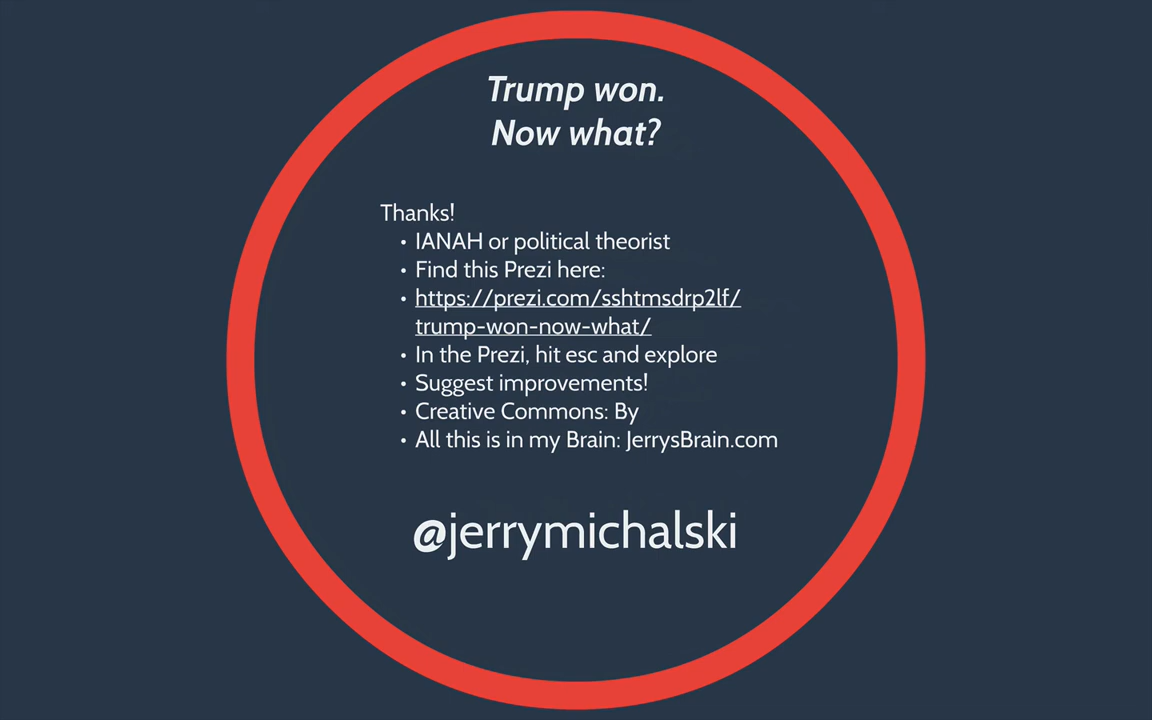 Trump won.
Now what?
Thanks!
• IANAH or political theorist
• Find this Prezi here:
• https://prezi.com/sshtmsdrp2lf/
trump-won-now-what/
• In the Prezi, hit esc and explore
• Suggest improvements!
• Creative Commons: By
• All this is in my Brain: JerrysBrain.com
@jerrymichalski